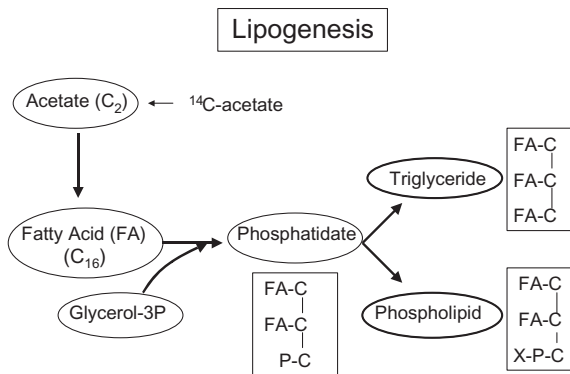 Lipogenesis
Acetate (C₂)
¹⁴C-acetate
Fatty Acid (FA)
(C₁₆)
Glycerol-3P
Phosphatidate
FA-C
FA-C
P-C
Triglyceride
FA-C
FA-C
FA-C
Phospholipid
FA-C
FA-C
X-P-C